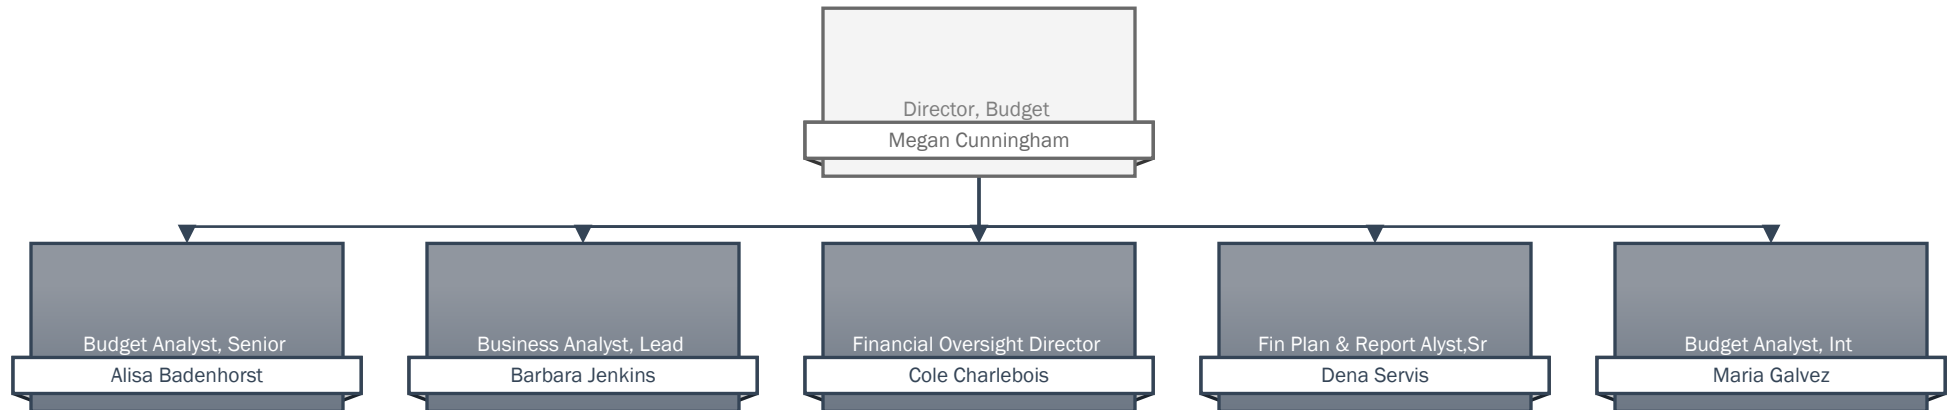 Director, Budget
Megan Cunningham
Budget Analyst, Senior
Alisa Badenhorst
Business Analyst, Lead
Barbara Jenkins
Financial Oversight Director
Cole Charlebois
Fin Plan & Report Alyst,Sr
Dena Servis
Budget Analyst, Int
Maria Galvez